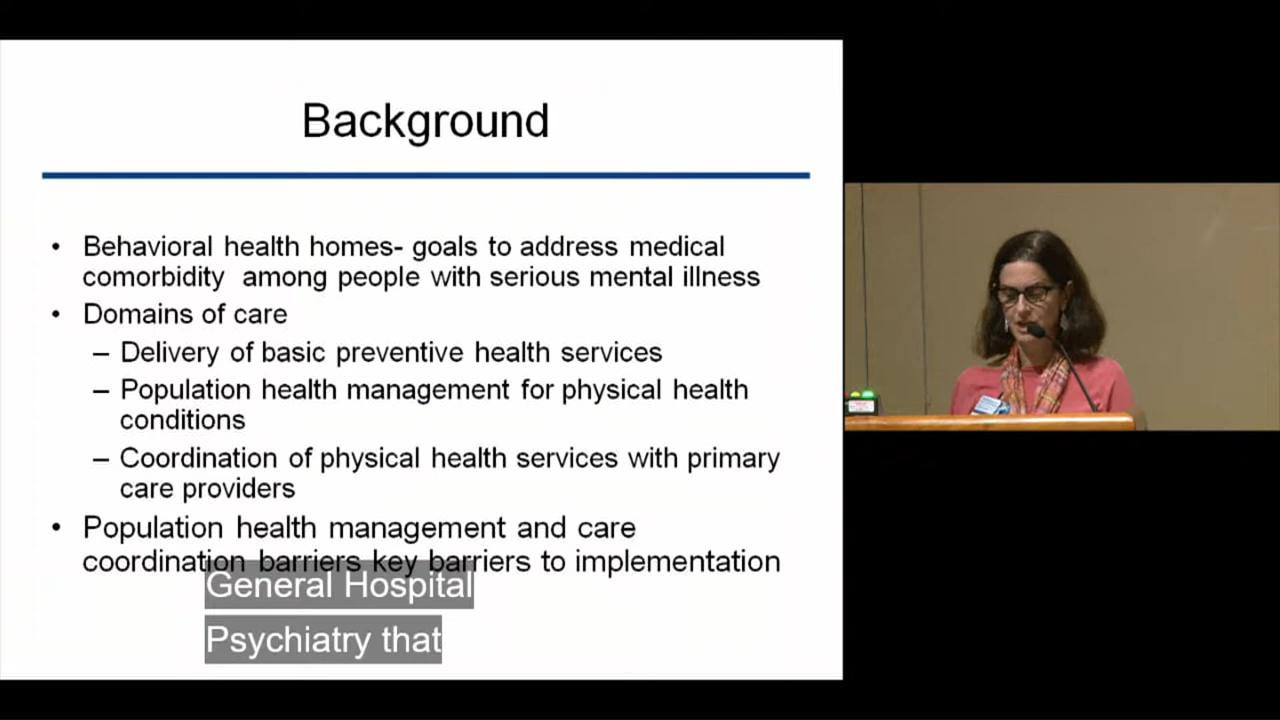 Background
• Behavioral health homes- goals to address medical
comorbidity among people with serious mental illness
• Domains of care
– Delivery of basic preventive health services
– Population health management for physical health
conditions
– Coordination of physical health services with primary
care providers
• Population health management and care
coordination barriers key barriers to implementation
General Hospital
Psychiatry that